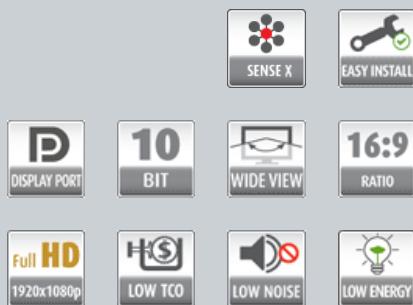 SENSE X
EASY INSTALL
DISPLAY PORT
10
BIT
WIDE VIEW
16:9
RATIO
Full HD
1920x1080p
LOW TCO
LOW NOISE
LOW ENERGY